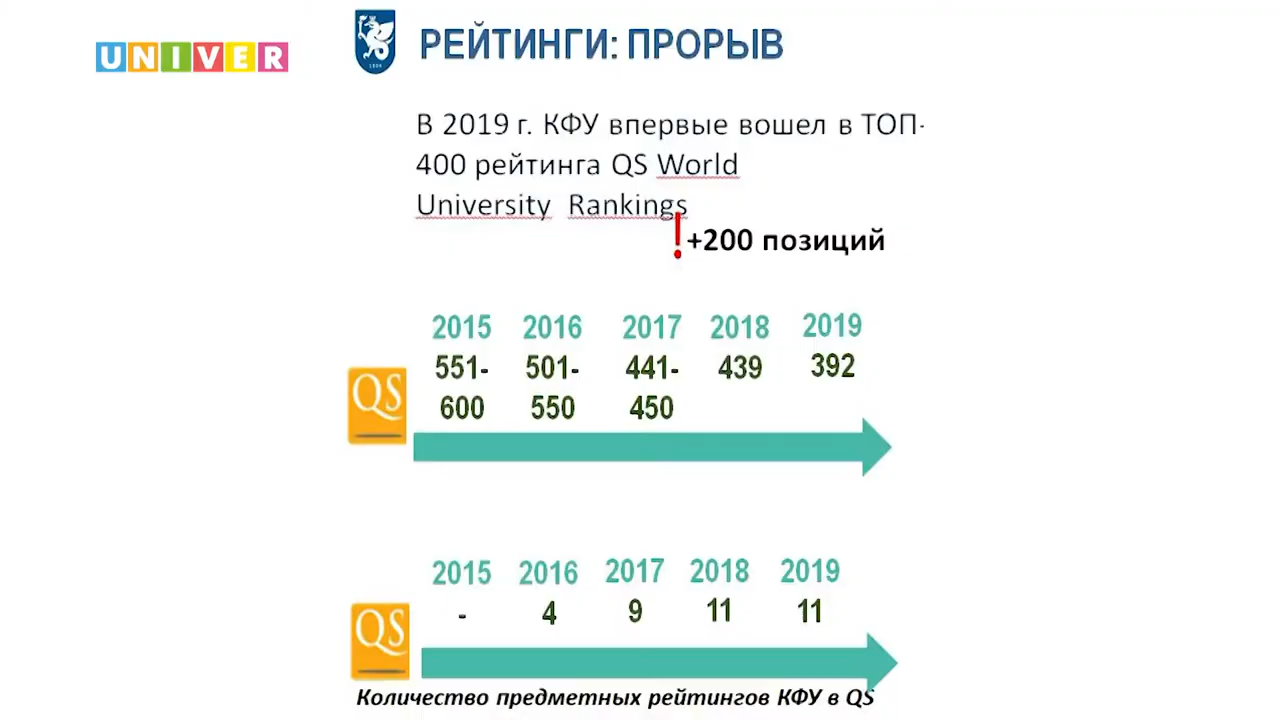 UNIVER
РЕЙТИНГИ: ПРОРЫВ
В 2019 г. КФУ впервые вошел в ТОП-
400 рейтинга QS World
University Rankings
!+200 позиций
2015 2016 2017 2018 2019
551- 501- 441- 439 392
600 550 450
QS
2015 2016 2017 2018 2019
- 4 9 11 11
QS
Количество предметных рейтингов КФУ в QS